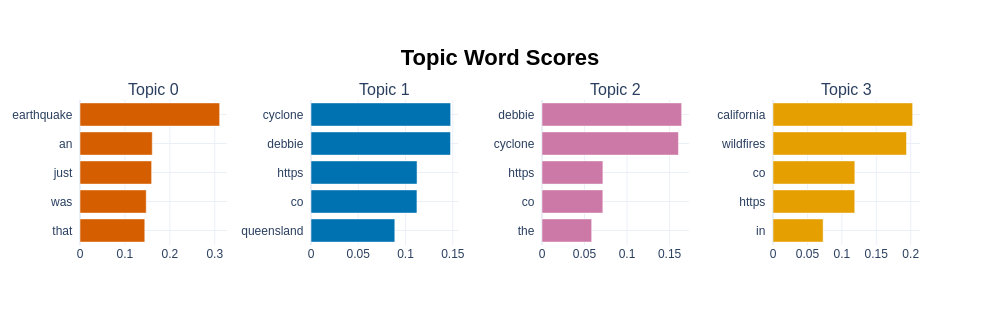 Topic Word Scores
Topic 0
earthquake
an
just
was
that
0 0.1 0.2 0.3
Topic 1
cyclone
debbie
https
co
queensland
0 0.05 0.1 0.15
Topic 2
debbie
cyclone
https
co
the
0 0.05 0.1 0.15
Topic 3
california
wildfires
co
https
in
0 0.05 0.1 0.15 0.2